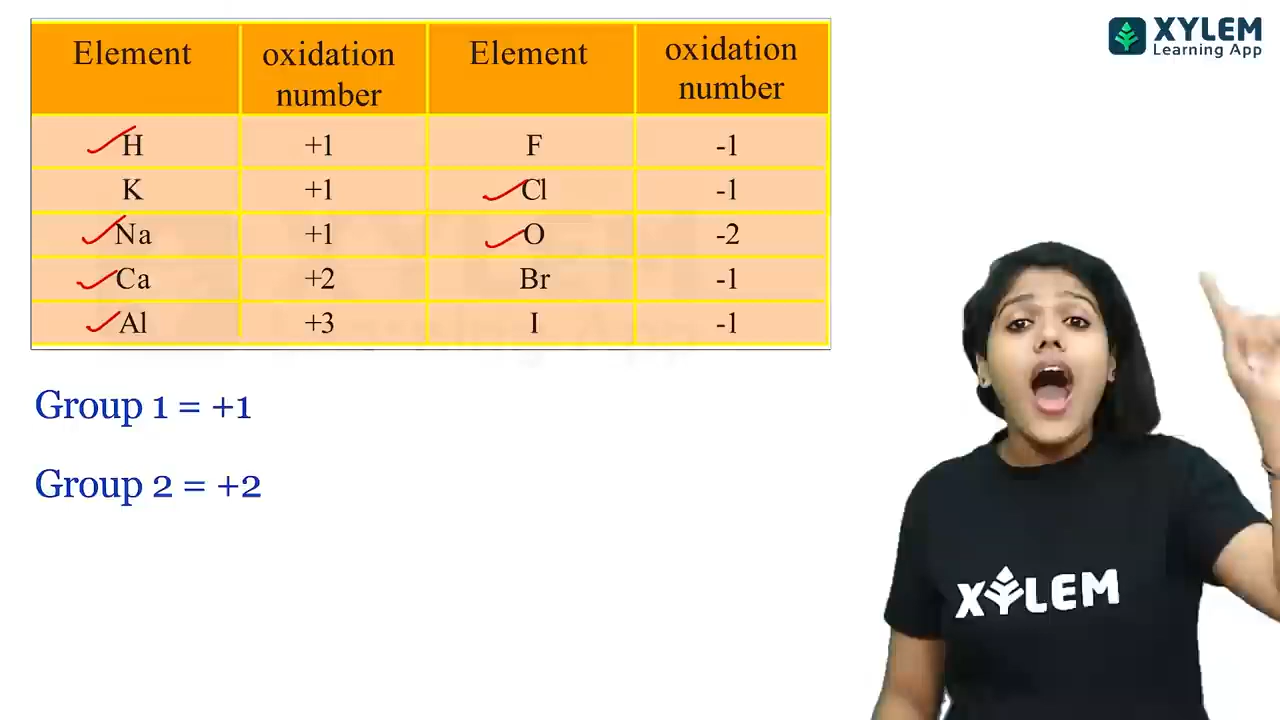 XYLEM
Learning App
Element oxidation number Element oxidation number
H +1 F -1
K +1 Cl -1
Na +1 O -2
Ca +2 Br -1
Al +3 I -1
Group 1 = +1
Group 2 = +2
XYLEM